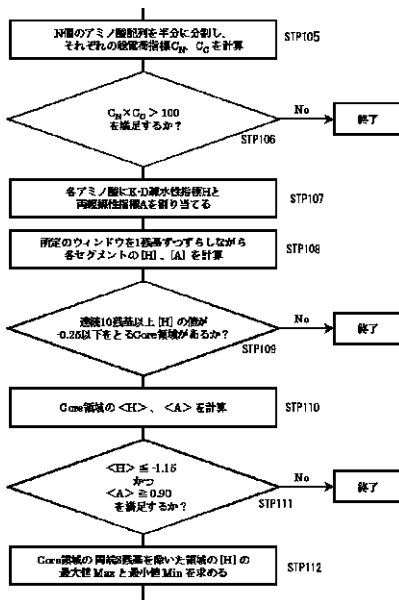 N個のアミノ酸配列を半分に分割し、
それぞれの総電荷指標CN、CCを計算
STP105
CN×CC > 100
を満足するか?
No
終了
STP106
各アミノ酸にK-D疎水性指標Hと
両親媒性指標Aを割り当てる
STP107
所定のウィンドウを1残基ずつずらしながら
各セグメントの[H]、[A]を計算
STP108
連続10残基以上[H]の値が
-0.25以下をとるCore領域があるか?
No
終了
STP109
Core領域の<H>、<A>を計算
STP110
<H> ≦ -1.15
かつ
<A> ≧ 0.90
を満足するか?
No
終了
STP111
Core領域の両端3残基を除いた領域の[H]の
最大値Maxと最小値Minを求める
STP112